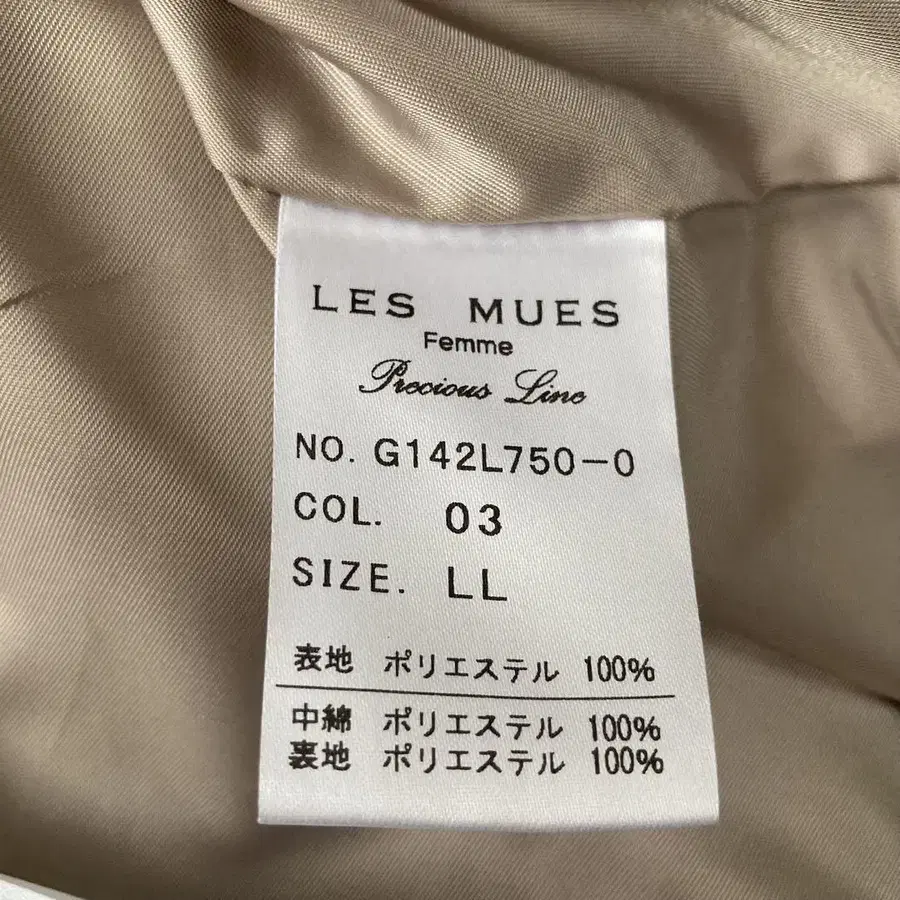 LES MUES
Femme
Precious Line
NO. G142L750-0
COL. 03
SIZE. LL
表地 ポリエステル 100%
中綿 ポリエステル 100%
裏地 ポリエステル 100%